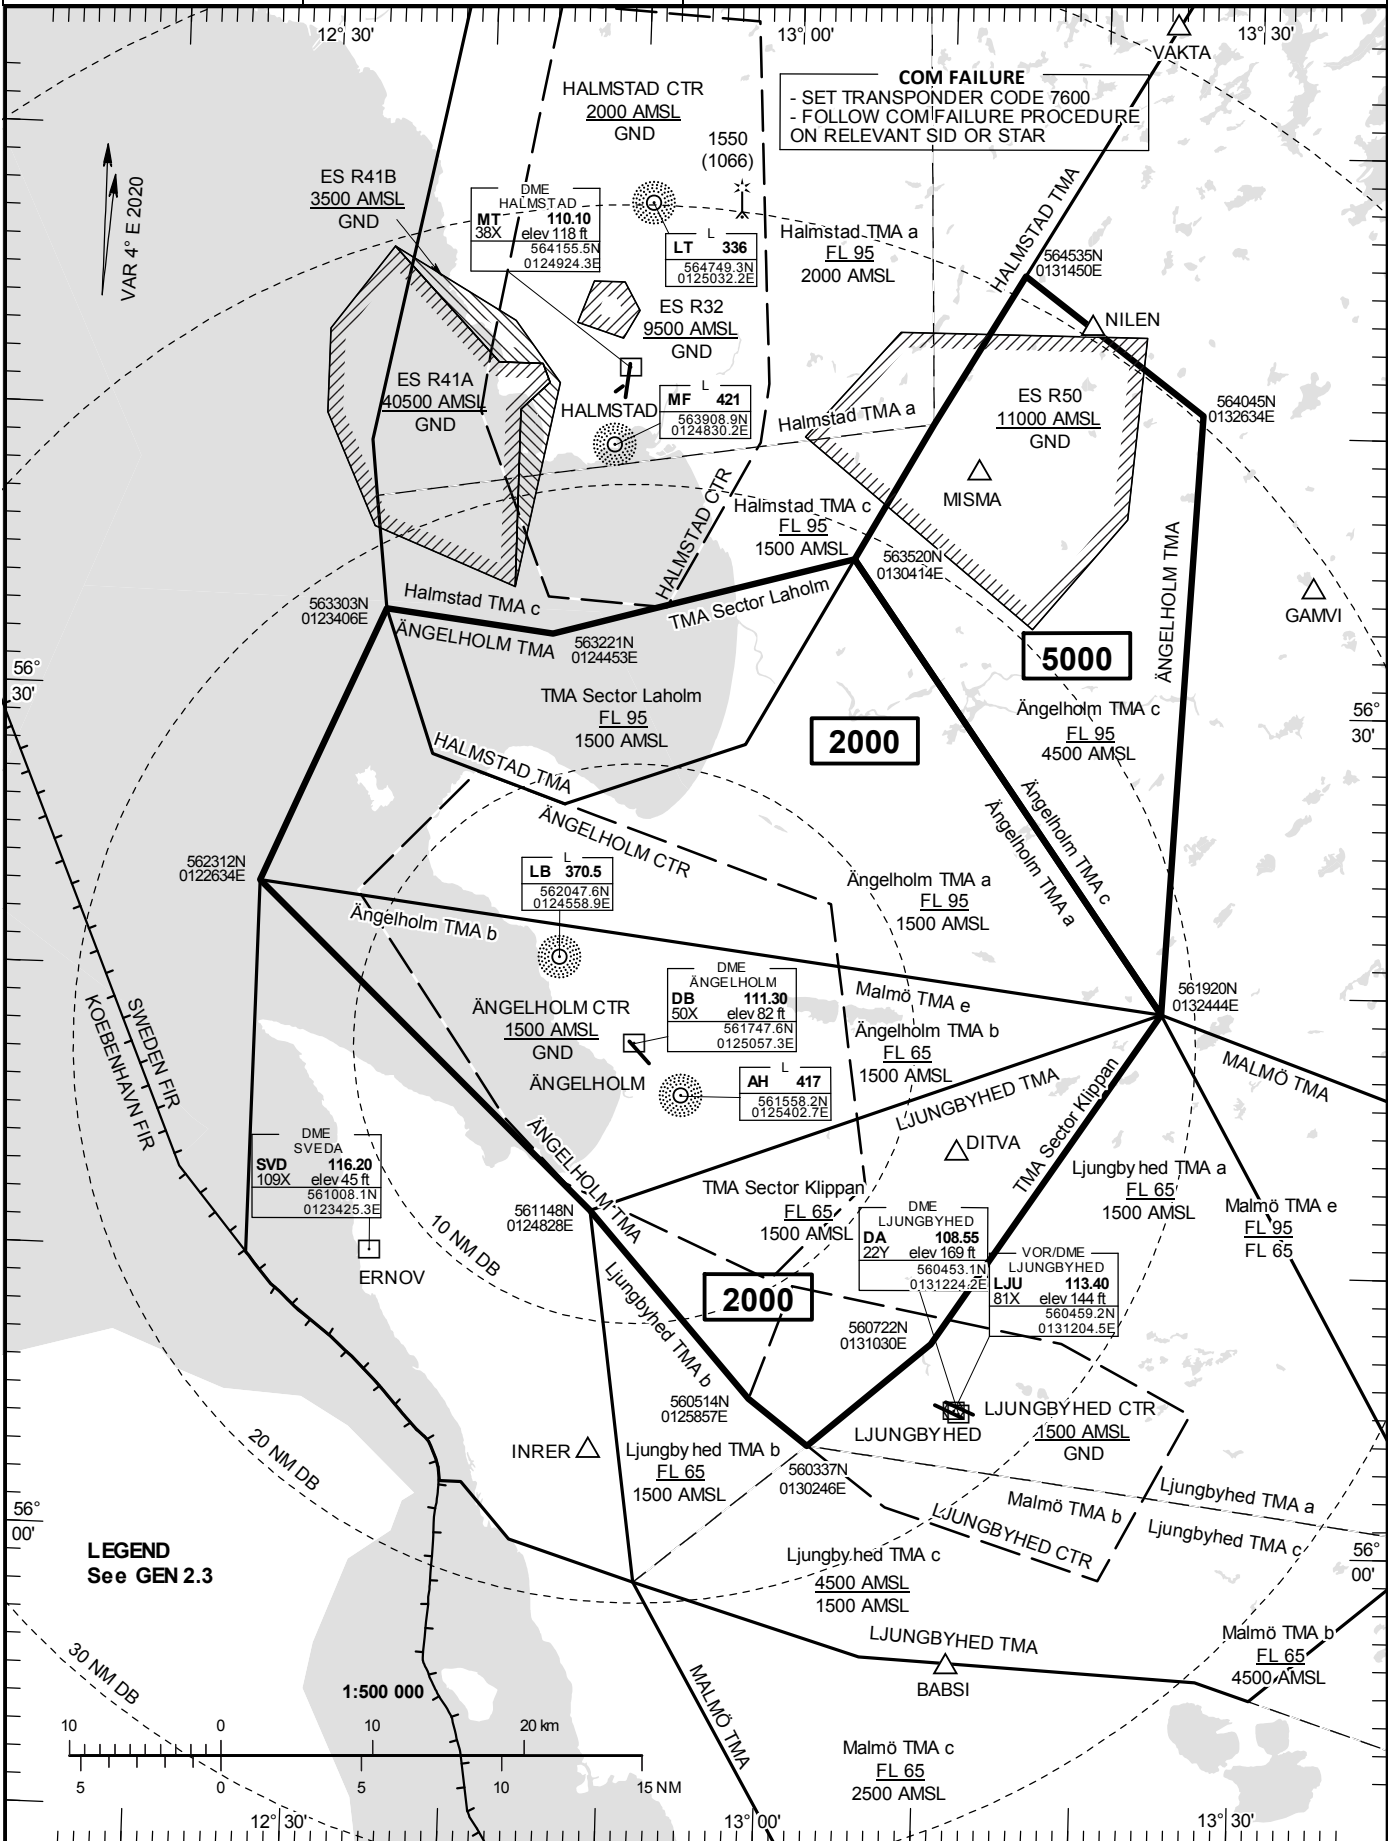 12° 30'
13° 00'
13° 30'
VAKTA
HALMSTAD CTR
2000 AMSL
GND
COM FAILURE
- SET TRANSPONDER CODE 7600
- FOLLOW COM FAILURE PROCEDURE
ON RELEVANT SID OR STAR
1550
(1066)
VAR 4° E 2020
ES R41B
3500 AMSL
GND
DME
HALMSTAD
MT 110.10
38X elev 118 ft
564155.5N
0124924.3E
L
LT 336
564749.3N
0125032.2E
Halmstad TMA a
FL 95
2000 AMSL
HALMSTAD TMA
564535N
0131450E
NILEN
ES R32
9500 AMSL
GND
ES R41A
40500 AMSL
GND
HALMSTAD
L
MF 421
563908.9N
0124830.2E
Halmstad TMA a
ES R50
11000 AMSL
GND
564045N
0132634E
MISMA
HALMSTAD CTR
Halmstad TMA c
FL 95
1500 AMSL
563520N
0130414E
ÄNGELHOLM TMA
GAMVI
563303N
0123406E
Halmstad TMA c
ÄNGELHOLM TMA
563221N
0124453E
TMA Sector Laholm
5000
56°
30'
TMA Sector Laholm
FL 95
1500 AMSL
2000
Ängelholm TMA c
FL 95
4500 AMSL
56°
30'
HALMSTAD TMA
ÄNGELHOLM CTR
Ängelholm TMA c
Ängelholm TMA a
562312N
0122634E
L
LB 370.5
562047.6N
0124558.9E
Ängelholm TMA a
FL 95
1500 AMSL
Ängelholm TMA b
Malmö TMA e
561920N
0132444E
SWEDEN FIR
KOEBENHAVN FIR
ÄNGELHOLM CTR
1500 AMSL
GND
DME
ÄNGELHOLM
DB 111.30
50X elev 82 ft
561747.6N
0125057.3E
Ängelholm TMA b
FL 65
1500 AMSL
ÄNGELHOLM
L
AH 417
561558.2N
0125402.7E
MALMÖ TMA
LJUNGBYHED TMA
TMA Sector Klippan
DITVA
DME
SVEDA
SVD 116.20
109X elev 45 ft
561008.1N
0123425.3E
ERNOV
ÄNGELHOLM TMA
561148N
0124828E
TMA Sector Klippan
FL 65
1500 AMSL
Ljungbyhed TMA a
FL 65
1500 AMSL
Malmö TMA e
FL 95
FL 65
DME
LJUNGBYHED
DA 108.55
22Y elev 169 ft
560453.1N
0131224.2E
VOR/DME
LJUNGBYHED
LJU 113.40
81X elev 144 ft
560459.2N
0131204.5E
10 NM DB
2000
Ljungbyhed TMA b
560722N
0131030E
560514N
0125857E
LJUNGBYHED
LJUNGBYHED CTR
1500 AMSL
GND
INRER
Ljungbyhed TMA b
FL 65
1500 AMSL
560337N
0130246E
20 NM DB
Ljungbyhed TMA a
Malmö TMA b
Ljungbyhed TMA c
LJUNGBYHED CTR
56°
00'
56°
00'
LEGEND
See GEN 2.3
Ljungbyhed TMA c
4500 AMSL
1500 AMSL
LJUNGBYHED TMA
BABSI
Malmö TMA b
FL 65
4500 AMSL
30 NM DB
MALMÖ TMA
1:500 000
10 0 10 20 km
5 0 5 10 15 NM
Malmö TMA c
FL 65
2500 AMSL
12° 30'
13° 00'
13° 30'